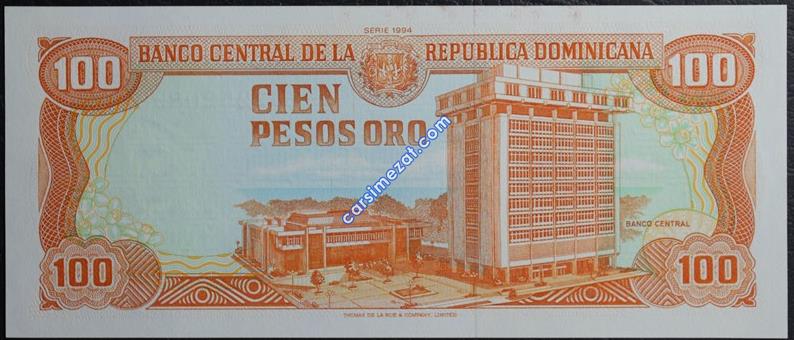 SERIE 1994
BANCO CENTRAL DE LA REPUBLICA DOMINICANA
100 100
CIEN
PESOS ORO
carsimezat.com
BANCO CENTRAL
100 100
THOMAS DE LA RUE & COMPANY, LIMITED